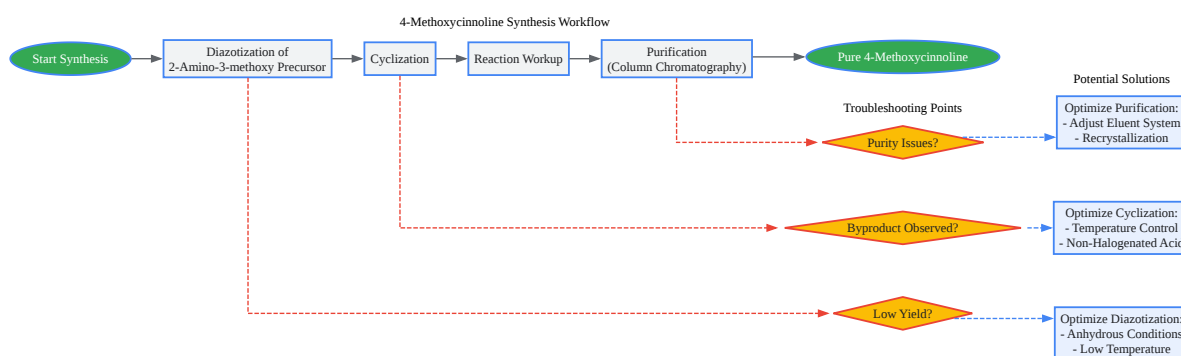 4-Methoxycinnoline Synthesis Workflow
Start Synthesis
Diazotization of
2-Amino-3-methoxy Precursor
Cyclization
Reaction Workup
Purification
(Column Chromatography)
Pure 4-Methoxycinnoline
Potential Solutions
Troubleshooting Points
Optimize Purification:
- Adjust Eluent System
- Recrystallization
Purity Issues?
Optimize Cyclization:
- Temperature Control
- Non-Halogenated Acid
Byproduct Observed?
Low Yield?
Optimize Diazotization:
- Anhydrous Conditions
- Low Temperature